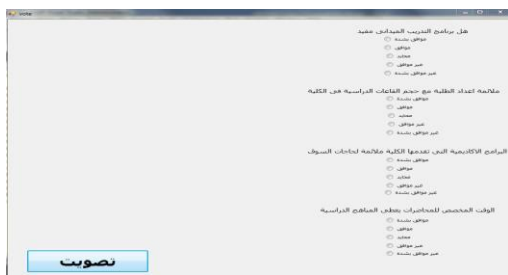 vote
هل برنامج التدريب الميداني مفيد
موافق بشدة
موافق
محايد
غير موافق
غير موافق بشدة
ملائمة اعداد الطلبة مع حجم القاعات الدراسية في الكلية
موافق بشدة
موافق
محايد
غير موافق
غير موافق بشدة
البرامج الاكاديمية التي تقدمها الكلية ملائمة لحاجات السوق
موافق بشدة
موافق
محايد
غير موافق
غير موافق بشدة
الوقت المخصص للمحاضرات يغطي المناهج الدراسية
موافق بشدة
موافق
محايد
غير موافق
غير موافق بشدة
تصويت